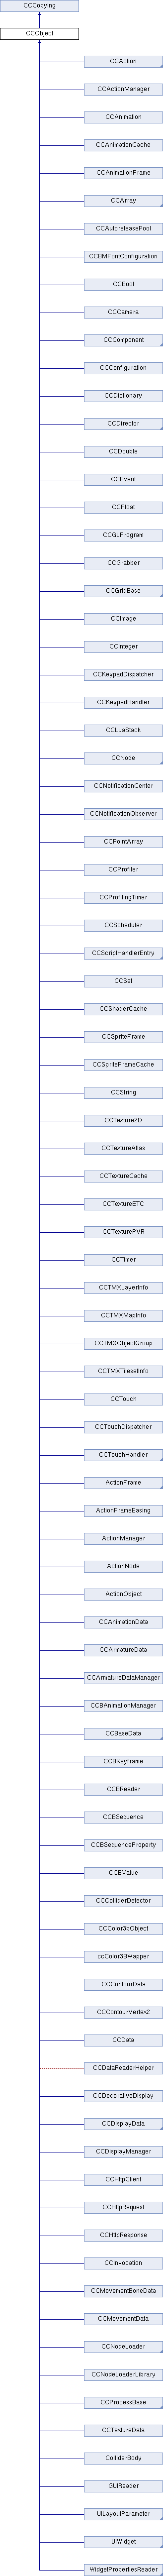 CCCopying
CCObject
CCAction
CCActionManager
CCAnimation
CCAnimationCache
CCAnimationFrame
CCArray
CCAutoreleasePool
CCBMFontConfiguration
CCBool
CCCamera
CCComponent
CCConfiguration
CCDictionary
CCDirector
CCDouble
CCEvent
CCFloat
CCGLProgram
CCGrabber
CCGridBase
CCImage
CCInteger
CCKeypadDispatcher
CCKeypadHandler
CCLuaStack
CCNode
CCNotificationCenter
CCNotificationObserver
CCPointArray
CCProfiler
CCProfilingTimer
CCScheduler
CCScriptHandlerEntry
CCSet
CCShaderCache
CCSpriteFrame
CCSpriteFrameCache
CCString
CCTexture2D
CCTextureAtlas
CCTextureCache
CCTextureETC
CCTexturePVR
CCTimer
CCTMXLayerInfo
CCTMXMapInfo
CCTMXObjectGroup
CCTMXTilesetInfo
CCTouch
CCTouchDispatcher
CCTouchHandler
ActionFrame
ActionFrameEasing
ActionManager
ActionNode
ActionObject
CCAnimationData
CCArmatureData
CCArmatureDataManager
CCBAnimationManager
CCBaseData
CCBKeyframe
CCBReader
CCBSequence
CCBSequenceProperty
CCBValue
CCColliderDetector
CCColor3bObject
ccColor3BWapper
CCContourData
CCContourVertex2
CCData
CCDataReaderHelper
CCDecorativeDisplay
CCDisplayData
CCDisplayManager
CCHttpClient
CCHttpRequest
CCHttpResponse
CCInvocation
CCMovementBoneData
CCMovementData
CCNodeLoader
CCNodeLoaderLibrary
CCProcessBase
CCTextureData
ColliderBody
GUIReader
UILayoutParameter
UIWidget
WidgetPropertiesReader